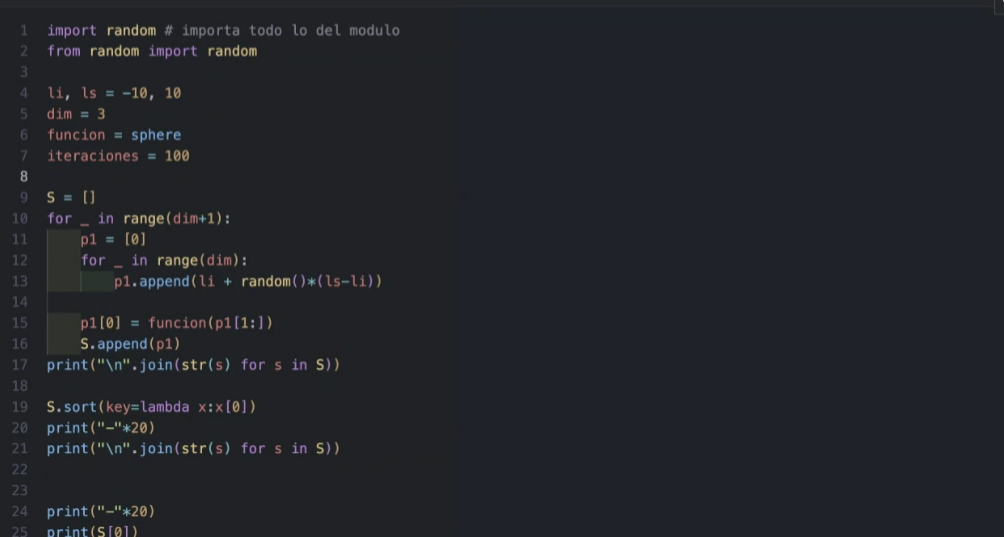 1 import random # importa todo lo del modulo
2 from random import random
3
4 li, ls = -10, 10
5 dim = 3
6 funcion = sphere
7 iteraciones = 100
8
9 S = []
10 for _ in range(dim+1):
11     p1 = [0]
12     for _ in range(dim):
13         p1.append(li + random()*(ls-li))
14
15     p1[0] = funcion(p1[1:])
16     S.append(p1)
17 print("\n".join(str(s) for s in S))
18
19 S.sort(key=lambda x:x[0])
20 print("-"*20)
21 print("\n".join(str(s) for s in S))
22
23
24 print("-"*20)
25 print(S[0])